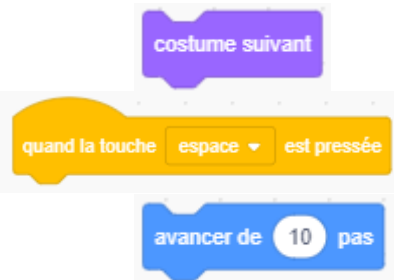 costume suivant
quand la touche espace est pressée
avancer de 10 pas